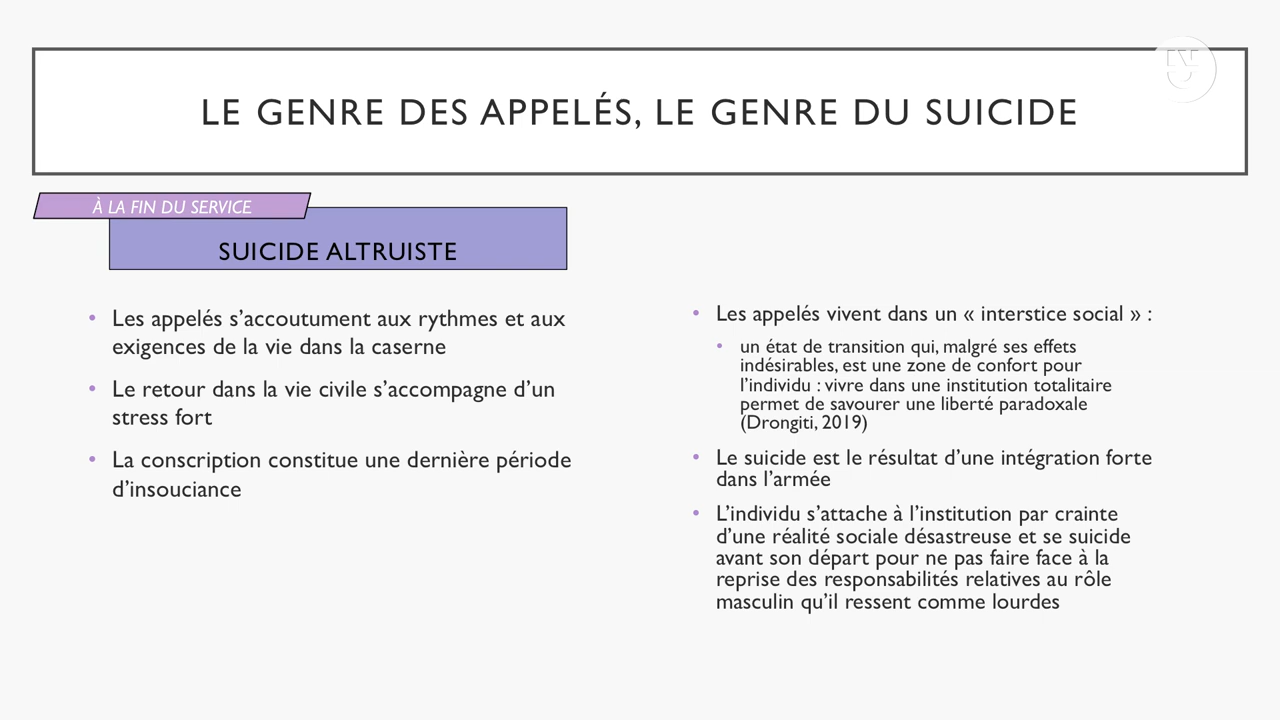 LE GENRE DES APPELÉS, LE GENRE DU SUICIDE
À LA FIN DU SERVICE
SUICIDE ALTRUISTE
• Les appelés s’accoutument aux rythmes et aux
exigences de la vie dans la caserne
• Le retour dans la vie civile s’accompagne d’un
stress fort
• La conscription constitue une dernière période
d’insouciance
• Les appelés vivent dans un « interstice social » :
• un état de transition qui, malgré ses effets
indésirables, est une zone de confort pour
l’individu : vivre dans une institution totalitaire
permet de savourer une liberté paradoxale
(Drongiti, 2019)
• Le suicide est le résultat d’une intégration forte
dans l’armée
• L’individu s’attache à l’institution par crainte
d’une réalité sociale désastreuse et se suicide
avant son départ pour ne pas faire face à la
reprise des responsabilités relatives au rôle
masculin qu’il ressent comme lourdes